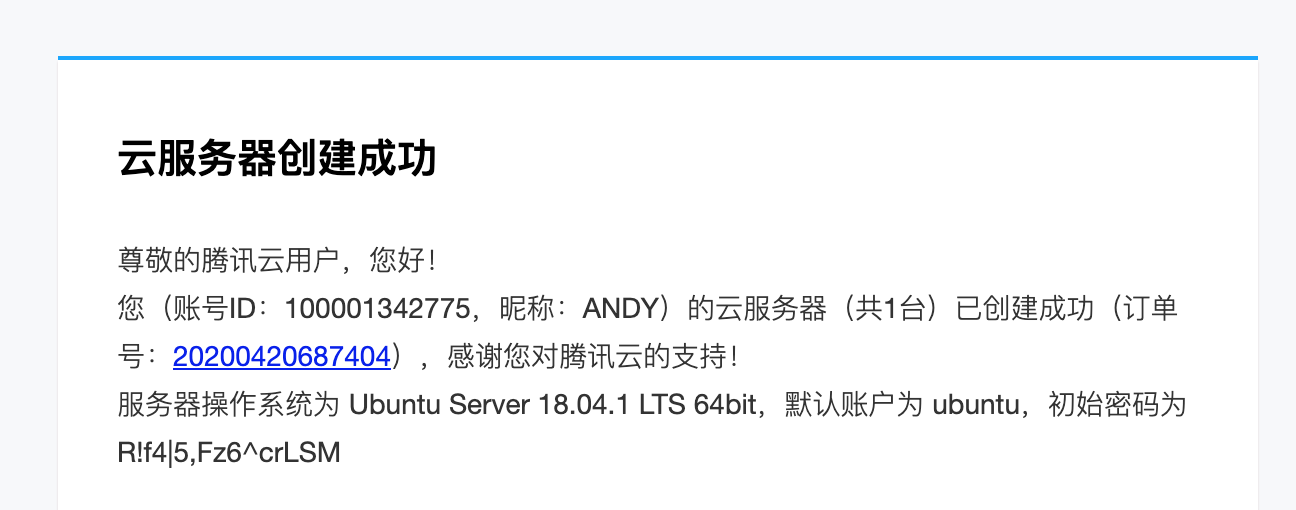 云服务器创建成功
尊敬的腾讯云用户，您好！
您（账号ID：100001342775，昵称：ANDY）的云服务器（共1台）已创建成功（订单
号：20200420687404），感谢您对腾讯云的支持！
服务器操作系统为 Ubuntu Server 18.04.1 LTS 64bit，默认账户为 ubuntu，初始密码为
R!f4|5,Fz6^crLSM